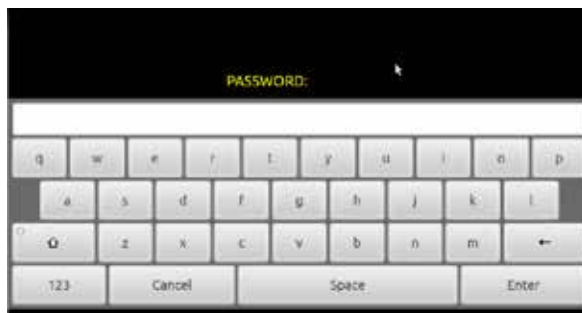 PASSWORD:
q w e r t y u i o p
a s d f g h j k l
z x c v b n m ←
123 Cancel Space Enter